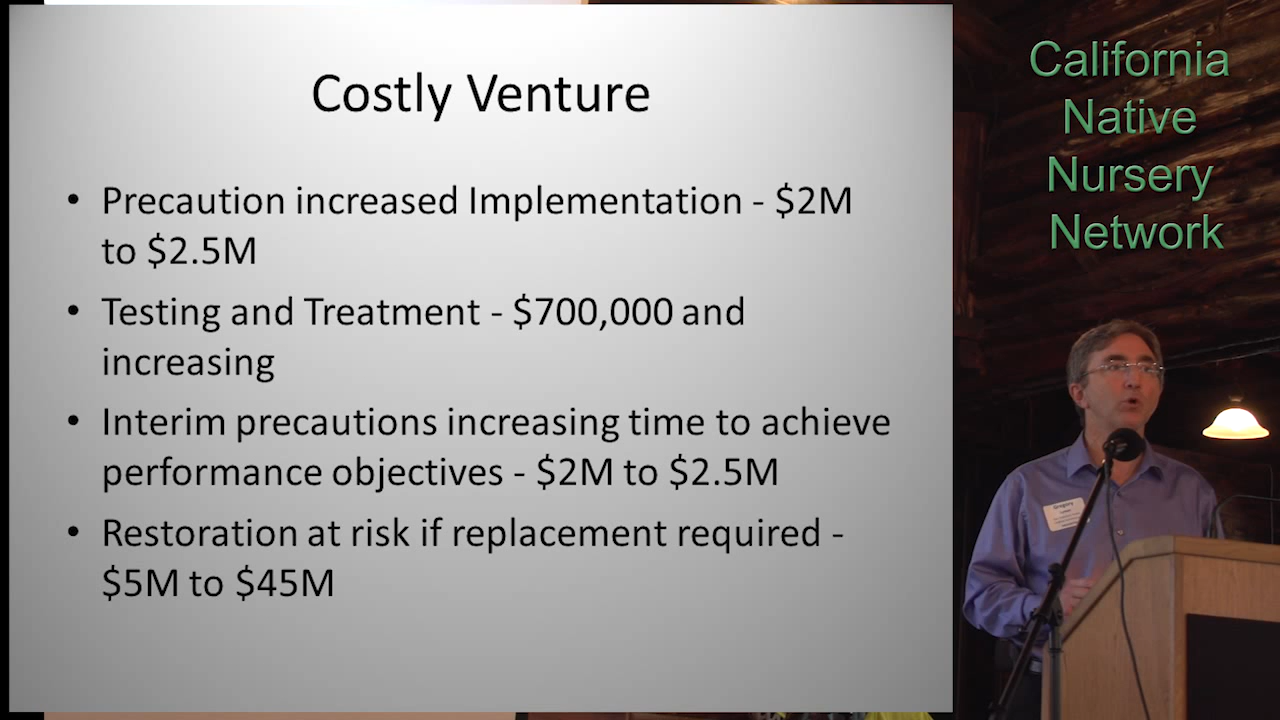 Costly Venture
• Precaution increased Implementation - $2M
to $2.5M
• Testing and Treatment - $700,000 and
increasing
• Interim precautions increasing time to achieve
performance objectives - $2M to $2.5M
• Restoration at risk if replacement required -
$5M to $45M
California
Native
Nursery
Network
Gregory